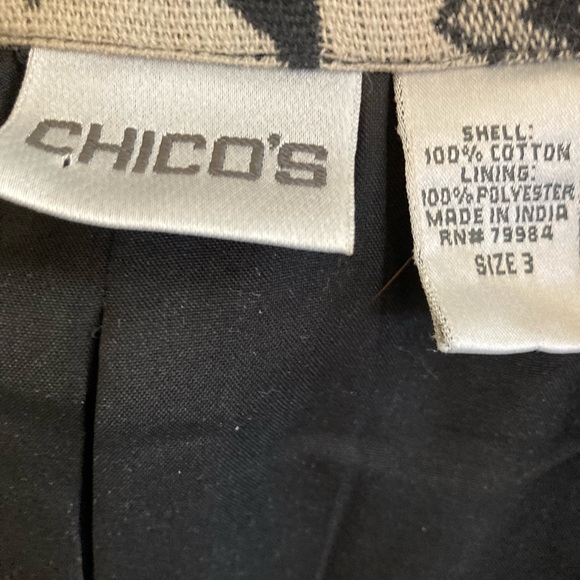 CHICO'S
SHELL:
100% COTTON
LINING:
100% POLYESTER
MADE IN INDIA
RN# 79984
SIZE 3